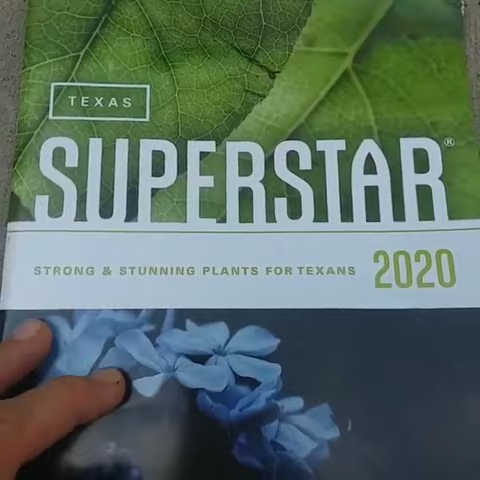 TEXAS
SUPERSTAR®
STRONG & STUNNING PLANTS FOR TEXANS 2020